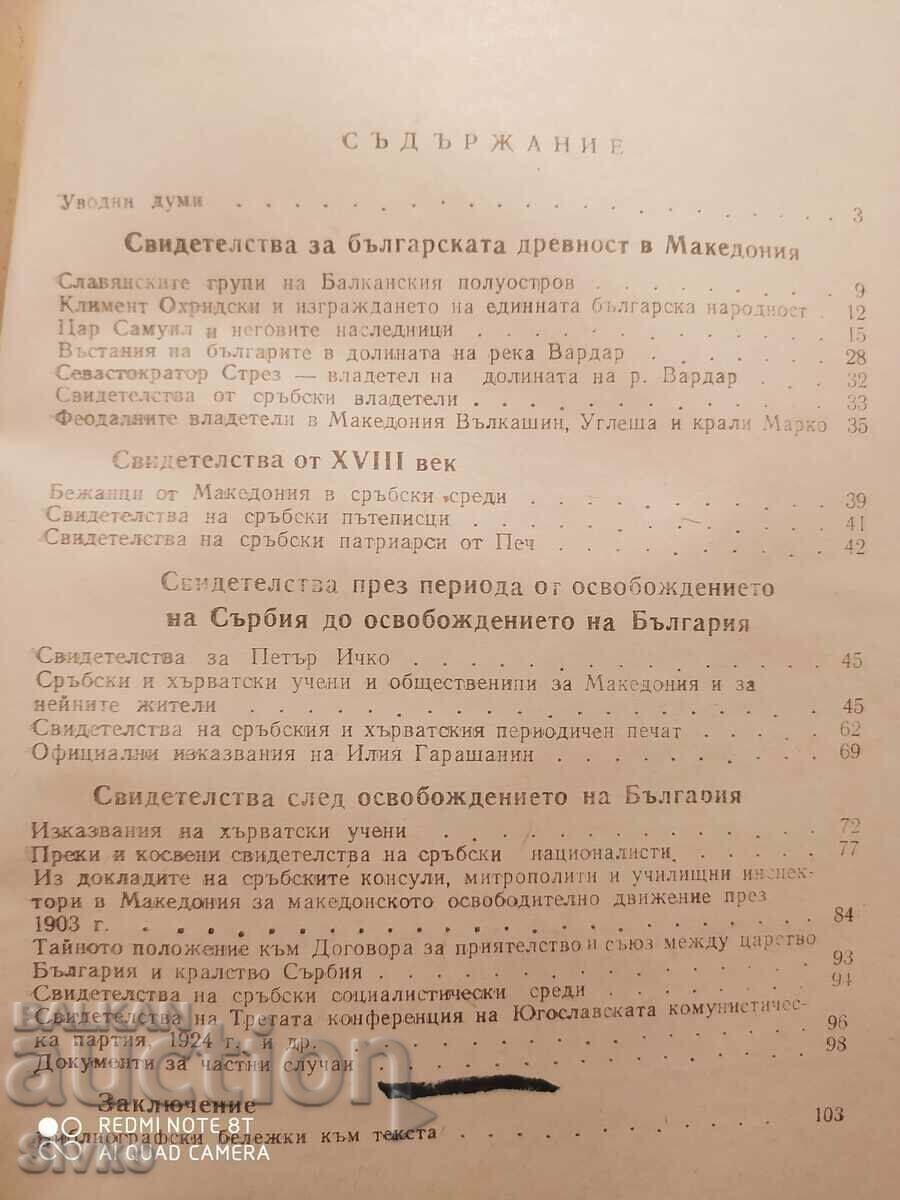 СЪДЪРЖАНИЕ
Уводни думи . . . . . . . . . . . . . . . 3
Свидетелства за българската древност в Македония
Славянските групи на Балканския полуостров . . . . . . . 9
Климент Охридски и изграждането на единната българска народност . 12
Цар Самуил и неговите наследници . . . . . . . . . . 15
Въстания на българите в долината на река Вардар . . . . . 28
Севастократор Стрез — владетел на долината на р. Вардар . . . 32
Свидетелства от сръбски владетели . . . . . . . . . . 33
Феодалните владетели в Македония Вълкашин, Углеша и крали Марко 35
Свидетелства от XVIII век
Бежанци от Македония в сръбски среди . . . . . . . . . 39
Свидетелства на сръбски пътеписци . . . . . . . . . . 41
Свидетелства на сръбски патриарси от Печ . . . . . . . . 42
Свидетелства през периода от освобождението
на Сърбия до освобождението на България
Свидетелства за Петър Ичко . . . . . . . . . . . . 45
Сръбски и хърватски учени и общественипи за Македония и за
нейните жители . . . . . . . . . . . . . . . 45
Свидетелства на сръбския и хърватския периодичен печат . . . . 62
Официални изказвания на Илия Гарашанин . . . . . . . . 69
Свидетелства след освобождението на България
Изказвания на хърватски учени . . . . . . . . . . . 72
Преки и косвени свидетелства на сръбски националисти . . . . . 77
Из докладите на сръбските консули, митрополити и училищни инспек-
тори в Македония за македонското освободително движение през
1903 г. . . . . . . . . . . . . . . . . . 84
Тайното положение към Договора за приятелство и съюз между царство
България и кралство Сърбия . . . . . . . . . . . . 93
Свидетелства на сръбски социалистически среди . . . . . . . 94
Свидетелства на Третата конференция на Югославската комунистичес-
ка партия, 1924 г. и др. . . . . . . . . . . . . . 96
Документи за частни случаи . . . . . . . . . . . . 98
Заключение
Библиографски бележки към текста . . . . . . . . . . 103
BALKAN
auction
REDMI NOTE 8T
AI QUAD CAMERA
sivko